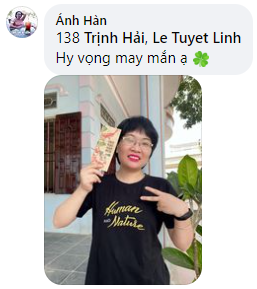 Ánh Hàn
138 Trịnh Hải, Le Tuyet Linh
Hy vọng may mắn ạ 🍀
Human
Nature